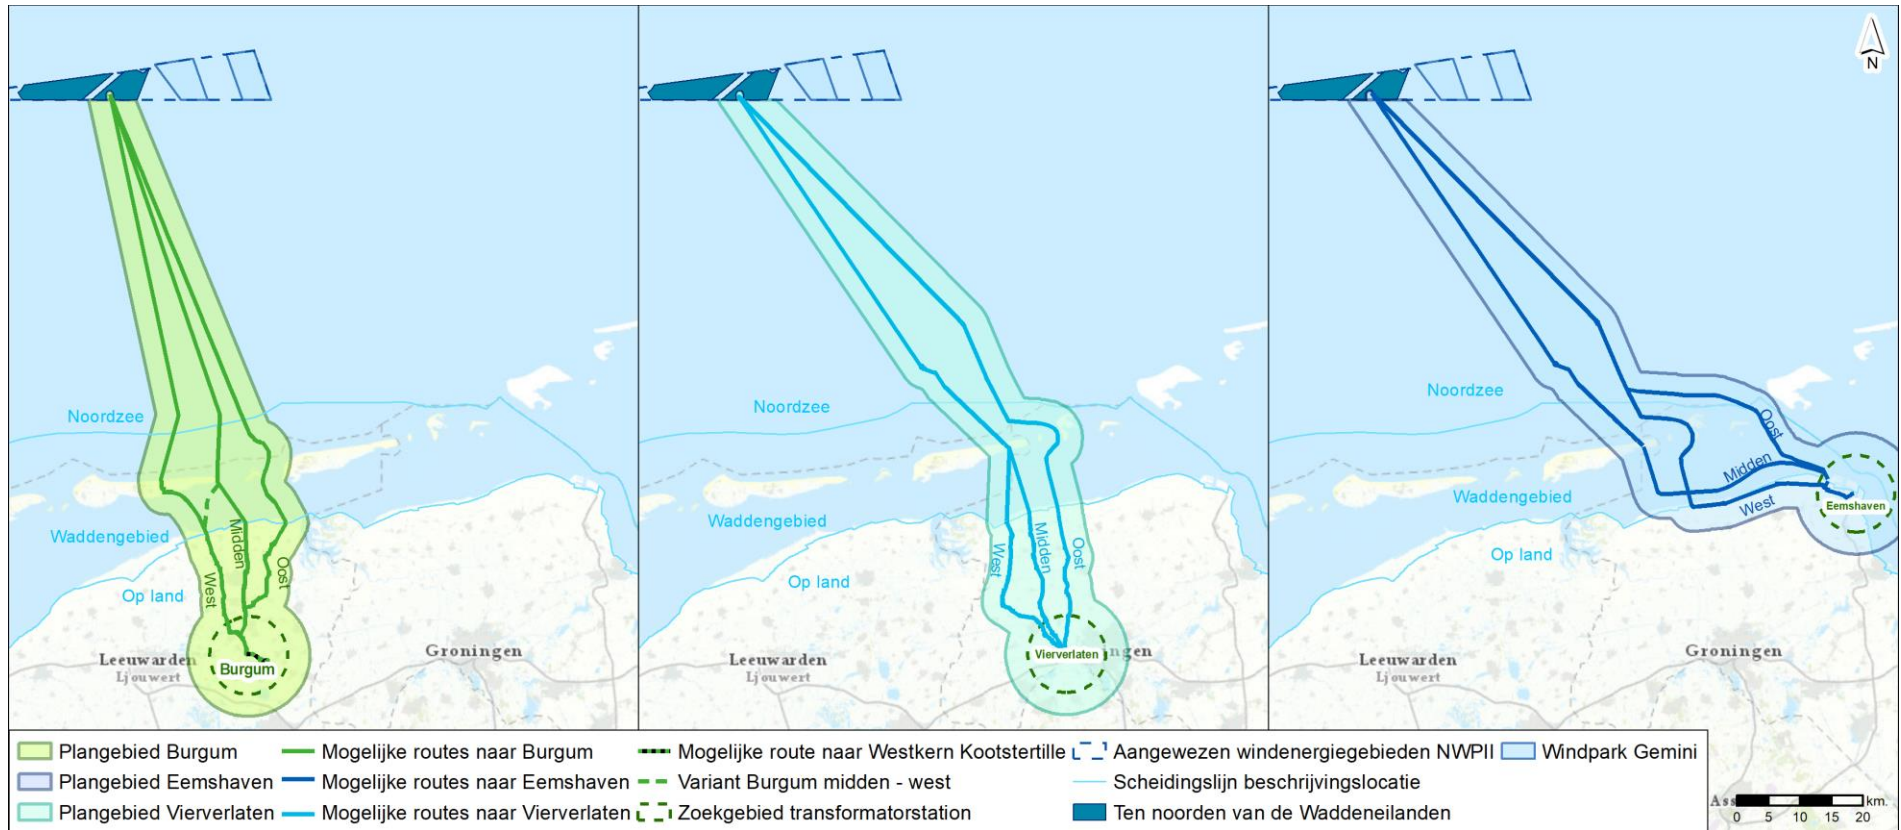 N
Noordzee
Waddengebied
Op land
West
Midden
Oost
Leeuwarden
Ljouwert
Groningen
Burgum
Noordzee
Waddengebied
Op land
West
Midden
Oost
Leeuwarden
Ljouwert
Vierverlaten
ngen
Noordzee
Waddengebied
Op land
Oost
Midden
West
Eemshaven
Leeuwarden
Ljouwert
Groningen
Plangebied Burgum
Plangebied Eemshaven
Plangebied Vierverlaten
Mogelijke routes naar Burgum
Mogelijke routes naar Eemshaven
Mogelijke routes naar Vierverlaten
Mogelijke route naar Westkern Kootstertille
Variant Burgum midden - west
Zoekgebied transformatorstation
Aangewezen windenergiegebieden NWPII
Scheidingslijn beschrijvingslocatie
Ten noorden van de Waddeneilanden
Windpark Gemini
Ass
km.
0 5 10 15 20